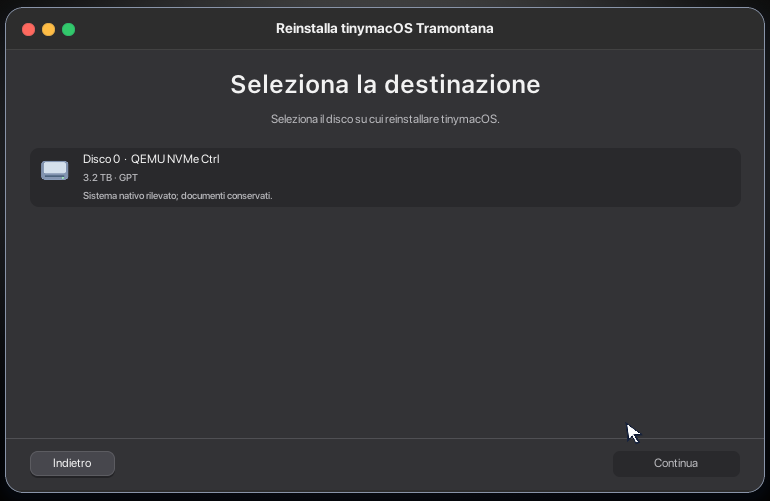 Reinstalla tinymacOS Tramontana
Seleziona la destinazione
Seleziona il disco su cui reinstallare tinymacOS.
Disco 0 · QEMU NVMe Ctrl
3.2 TB · GPT
Sistema nativo rilevato; documenti conservati.
Indietro
Continua